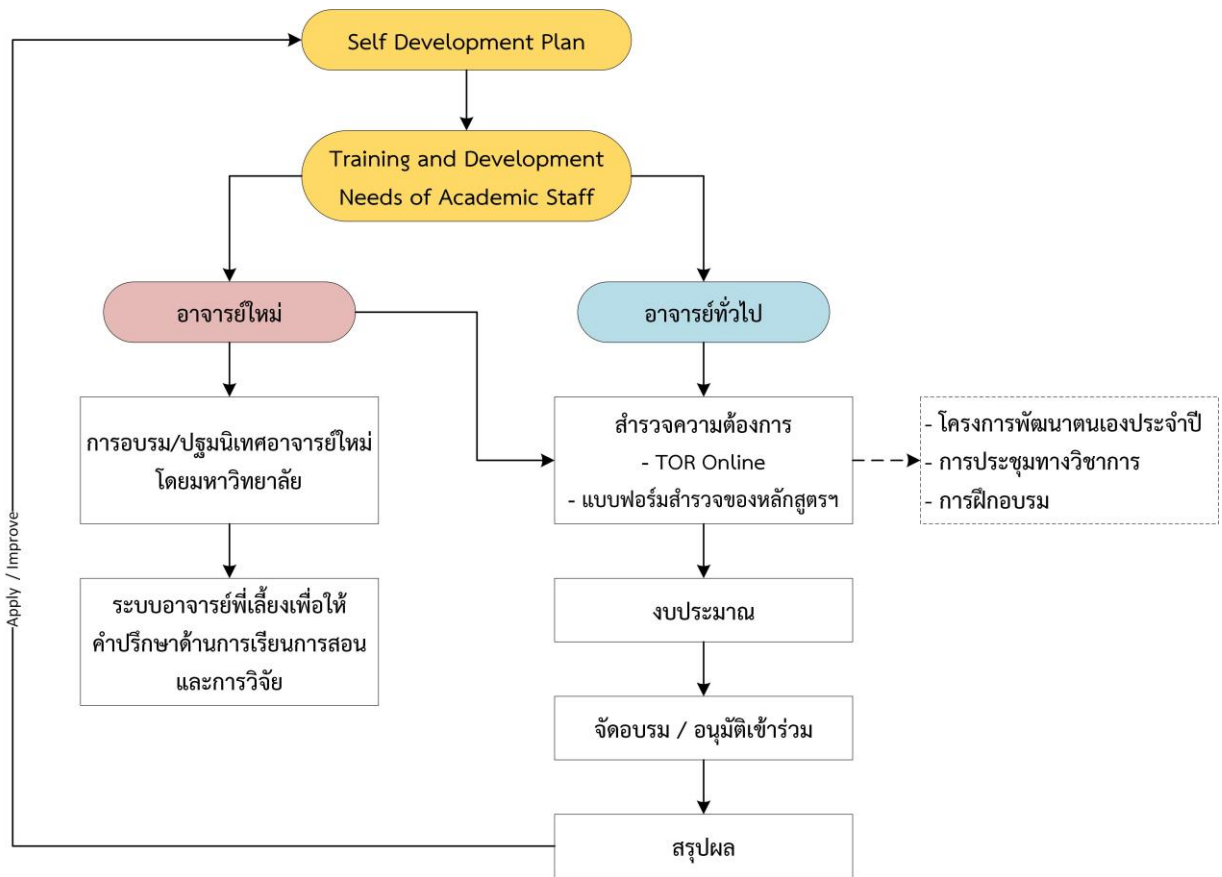 Self Development Plan
Training and Development
Needs of Academic Staff
อาจารย์ใหม่
อาจารย์ทั่วไป
การอบรม/ปฐมนิเทศอาจารย์ใหม่
โดยมหาวิทยาลัย
สำรวจความต้องการ
- TOR Online
- แบบฟอร์มสำรวจของหลักสูตรฯ
- โครงการพัฒนาตนเองประจำปี
- การประชุมทางวิชาการ
- การฝึกอบรม
ระบบอาจารย์พี่เลี้ยงเพื่อให้
คำปรึกษาด้านการเรียนการสอน
และการวิจัย
งบประมาณ
จัดอบรม / อนุมัติเข้าร่วม
สรุปผล
Apply / Improve